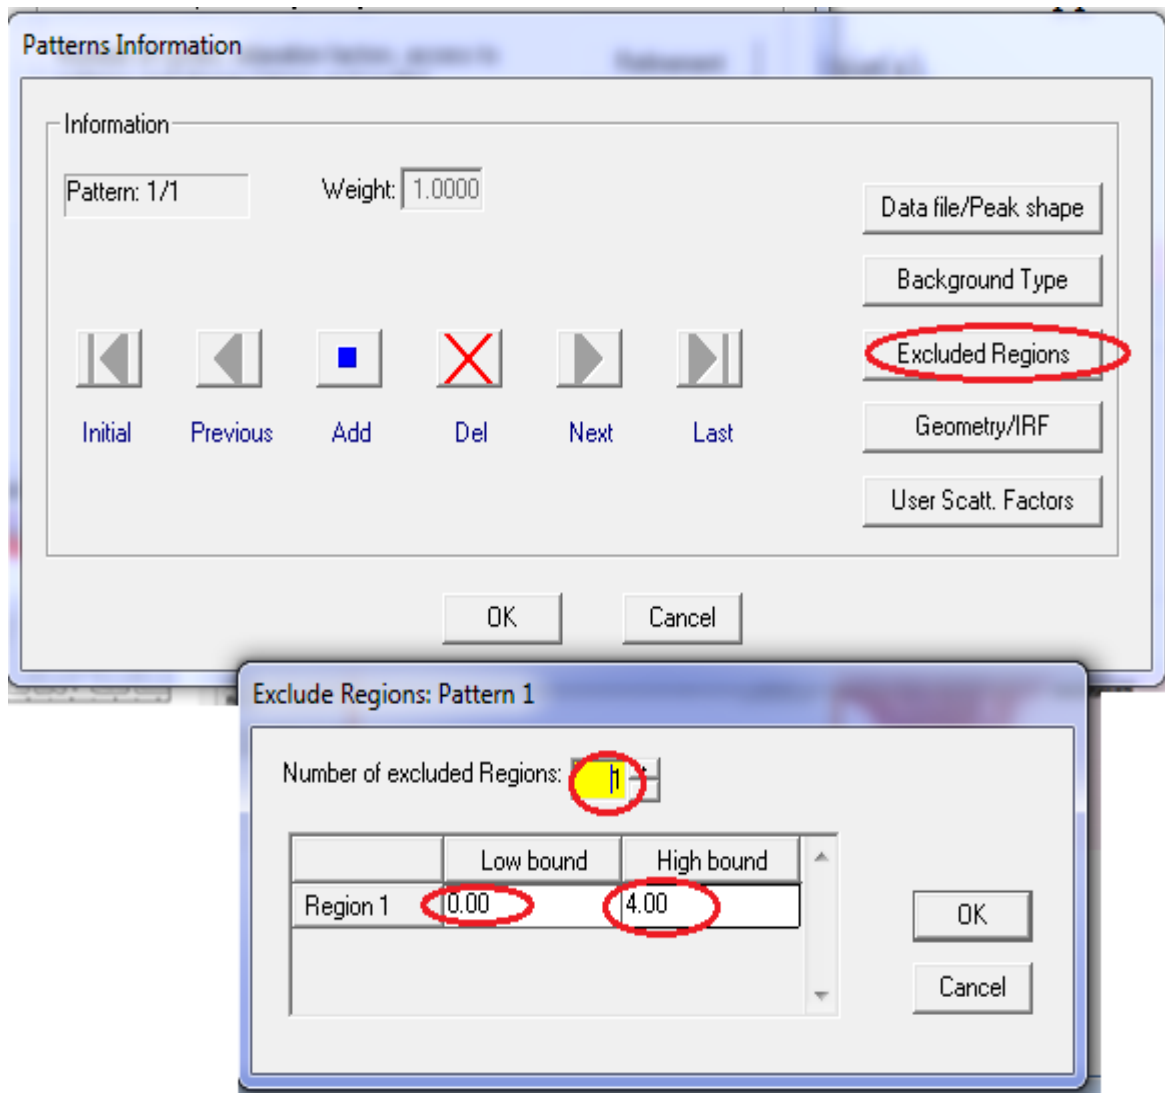 Patterns Information
Information
Pattern: 1/1
Weight: 1.0000
Data file/Peak shape
Background Type
Excluded Regions
Geometry/IRF
User Scatt. Factors
Initial Previous Add Del Next Last
OK Cancel
Exclude Regions: Pattern 1
Number of excluded Regions: 1
Low bound High bound
Region 1 0.00 4.00
OK
Cancel